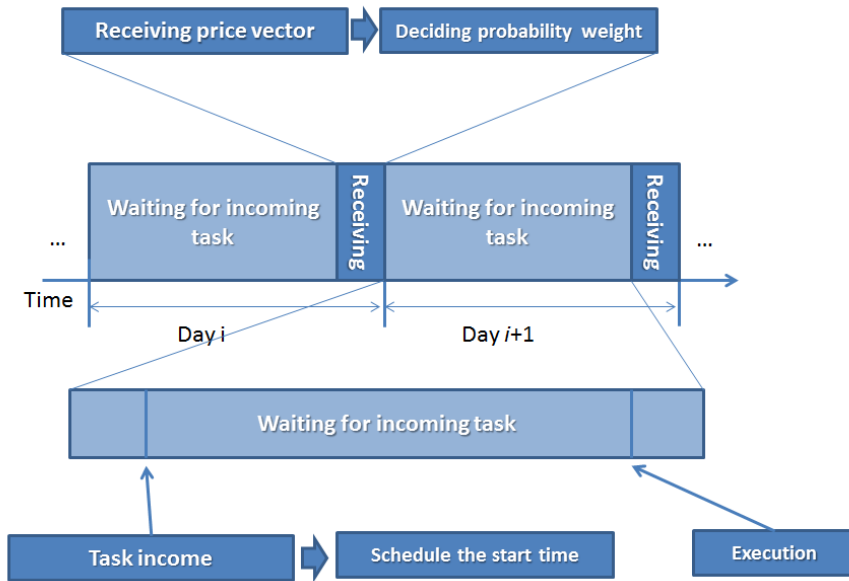 Receiving price vector
Deciding probability weight
Waiting for incoming
task
Receiving
Waiting for incoming
task
Receiving
...
...
Time
Day i
Day i+1
Waiting for incoming task
Task income
Schedule the start time
Execution